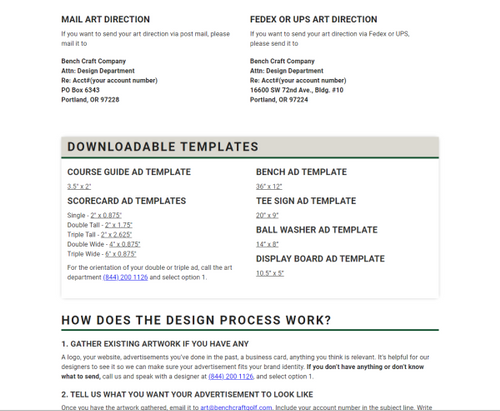 MAIL ART DIRECTION
If you want to send your art direction via post mail, please
mail it to
Bench Craft Company
Attn: Design Department
Re: Acct#(your account number)
PO Box 6343
Portland, OR 97228
FEDEX OR UPS ART DIRECTION
If you want to send your art direction via Fedex or UPS,
please send it to
Bench Craft Company
Attn: Design Department
Re: Acct#(your account number)
16600 SW 72nd Ave., Bldg. #10
Portland, OR 97224
DOWNLOADABLE TEMPLATES
COURSE GUIDE AD TEMPLATE
3.5" x 2"
SCORECARD AD TEMPLATES
Single - 2" x 0.875"
Double Tall - 2" x 1.75"
Triple Tall - 2" x 2.625"
Double Wide - 4" x 0.875"
Triple Wide - 6" x 0.875"
For the orientation of your double or triple ad, call the art
department (844) 200 1126 and select option 1.
BENCH AD TEMPLATE
36" x 12"
TEE SIGN AD TEMPLATE
20" x 9"
BALL WASHER AD TEMPLATE
14" x 8"
DISPLAY BOARD AD TEMPLATE
10.5" x 5"
HOW DOES THE DESIGN PROCESS WORK?
1. GATHER EXISTING ARTWORK IF YOU HAVE ANY
A logo, your website, advertisements you've done in the past, a business card, anything you think is relevant. It's helpful for our
designers to see it so we can make sure your advertisement fits your brand identity. If you don't have anything or don't know
what to send, call us and speak with a designer at (844) 200 1126, and select option 1.
2. TELL US WHAT YOU WANT YOUR ADVERTISEMENT TO LOOK LIKE
Once you have the artwork gathered, email it to art@benchcraftgolf.com. Include your account number in the subject line. Write